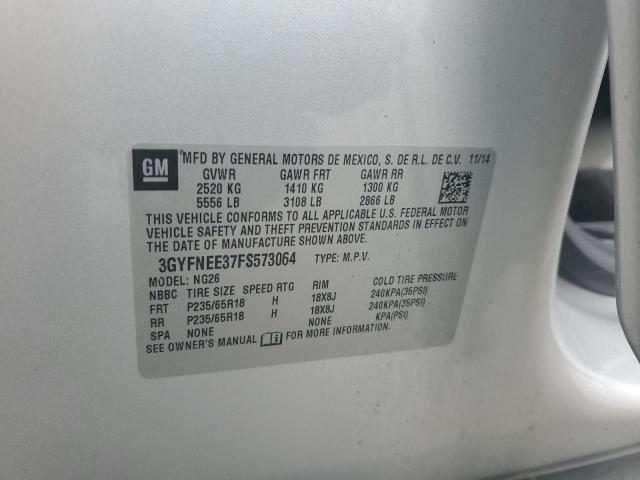 GM MFD BY GENERAL MOTORS DE MEXICO, S. DE R.L. DE C.V. 11/14
GVWR GAWR FRT GAWR RR
2520 KG 1410 KG 1300 KG
5556 LB 3108 LB 2866 LB
THIS VEHICLE CONFORMS TO ALL APPLICABLE U.S. FEDERAL MOTOR
VEHICLE SAFETY AND THEFT PREVENTION STANDARDS IN EFFECT ON
THE DATE OF MANUFACTURE SHOWN ABOVE.
3GYFNEE37FS573064 TYPE: M.P.V.
MODEL: NG26
NBBC TIRE SIZE SPEED RTG RIM COLD TIRE PRESSURE
FRT P235/65R18 H 18X8J 240KPA(35PSI)
RR P235/65R18 H 18X8J 240KPA(35PSI)
SPA NONE NONE KPA(PSI)
SEE OWNER'S MANUAL FOR MORE INFORMATION.